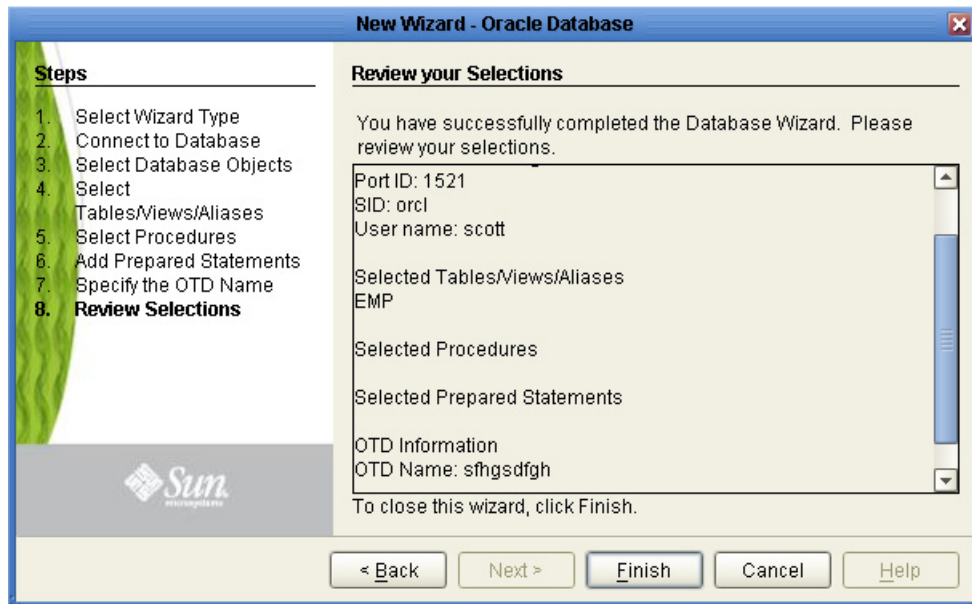 New Wizard - Oracle Database
Steps
1. Select Wizard Type
2. Connect to Database
3. Select Database Objects
4. Select
Tables/Views/Aliases
5. Select Procedures
6. Add Prepared Statements
7. Specify the OTD Name
8. Review Selections
Sun
microsystems
Review your Selections
You have successfully completed the Database Wizard. Please
review your selections.
Port ID: 1521
SID: orcl
User name: scott
Selected Tables/Views/Aliases
EMP
Selected Procedures
Selected Prepared Statements
OTD Information
OTD Name: sfhgsdfgh
To close this wizard, click Finish.
< Back
Next >
Finish
Cancel
Help